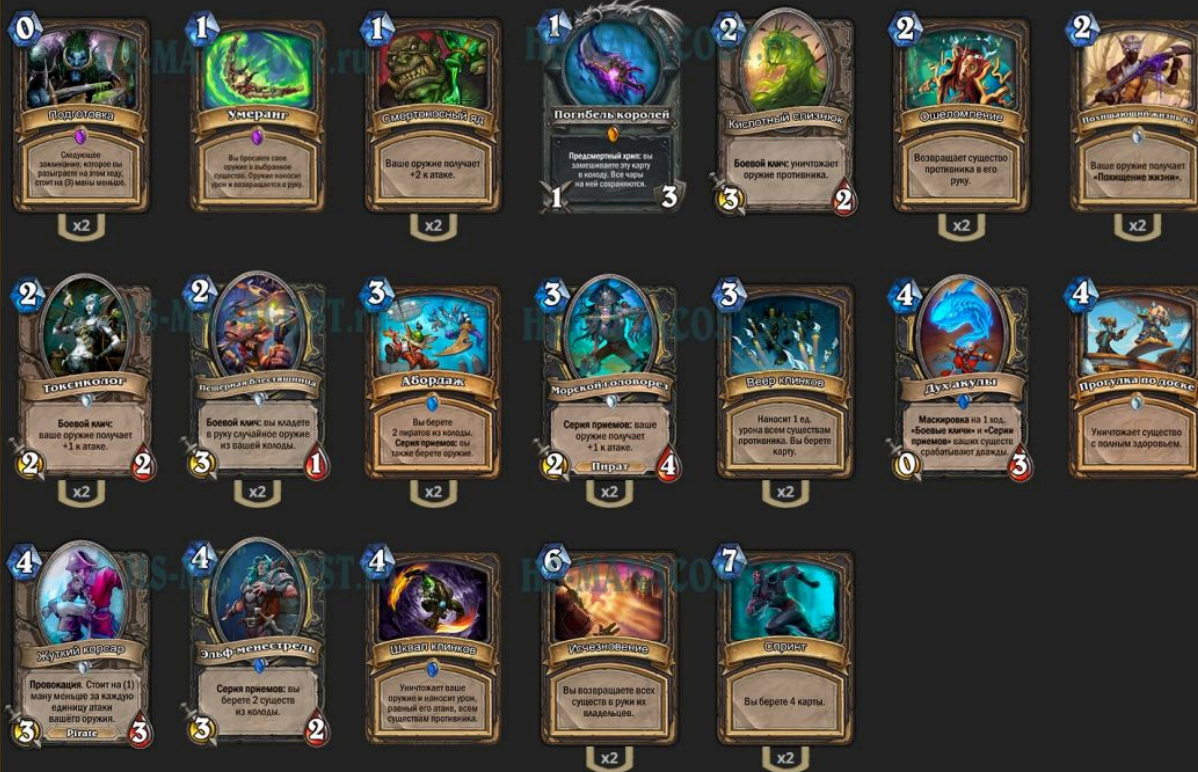 0
Подготовка
Следующее
заклинание, которое вы
разыграете на этом ходу,
стоит на (3) маны меньше.
x2
1
Умеранг
Вы бросаете свое
оружие в выбранное
существо. Оружие наносит
урон и возвращается в руку.
1
Смертоносный яд
Ваше оружие получает
+2 к атаке.
x2
1
Погибель королей
Предсмертный хрип: вы
замешиваете эту карту
в колоду. Все чары
на ней сохраняются.
1
3
2
Кислотный слизнюк
Боевой клич: уничтожает
оружие противника.
3
2
2
Ошеломление
Возвращает существо
противника в его
руку.
x2
2
Похищающий жизнь яд
Ваше оружие получает
«Похищение жизни».
x2
2
Токсиколог
Боевой клич:
ваше оружие получает
+1 к атаке.
2
2
x2
2
Пещерная блестяшница
Боевой клич: вы кладете
в руку случайное оружие
из вашей колоды.
3
1
x2
3
Абордаж
Вы берете
2 пиратов из колоды.
Серия приемов: вы
также берете оружие.
x2
3
Морской головорез
Серия приемов: ваше
оружие получает
+1 к атаке.
Пират
2
4
x2
3
Веер клинков
Наносит 1 ед.
урона всем существам
противника. Вы берете
карту.
x2
4
Дух акулы
Маскировка на 1 ход.
«Боевые кличи» и «Серии
приемов» ваших существ
срабатывают дважды.
0
3
4
Прогулка по доске
Уничтожает существо
с полным здоровьем.
4
Жуткий корсар
Провокация. Стоит на (1)
ману меньше за каждую
единицу атаки
вашего оружия.
Pirate
3
3
4
Эльф-менестрель
Серия приемов: вы
берете 2 существ
из колоды.
3
2
4
Шквал клинков
Уничтожает ваше
оружие и наносит урон,
равный его атаке, всем
существам противника.
6
Исчезновение
Вы возвращаете всех
существ в руки их
владельцев.
x2
7
Спринт
Вы берете 4 карты.
x2